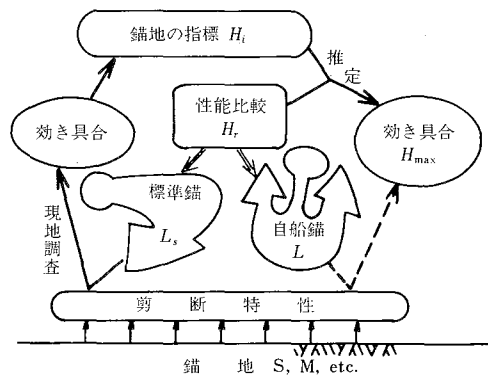 錨地の指標 Hi
推定
性能比較
Hr
効き具合
効き具合
Hmax
標準錨
Ls
自船錨
L
現地調査
剪断特性
錨 地 S, M, etc.